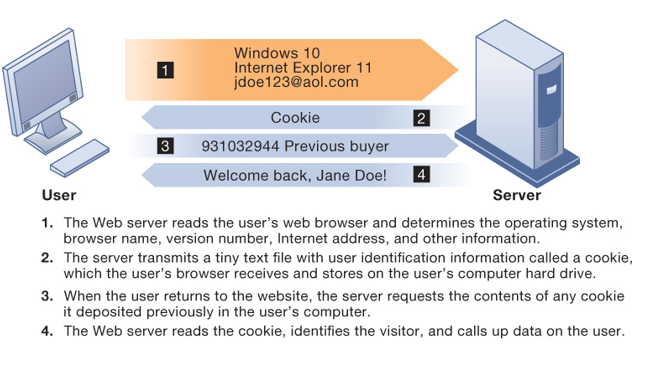 1
Windows 10
Internet Explorer 11
jdoe123@aol.com
Cookie
2
3
931032944 Previous buyer
Welcome back, Jane Doe!
4
User
Server
1. The Web server reads the user's web browser and determines the operating system,
browser name, version number, Internet address, and other information.
2. The server transmits a tiny text file with user identification information called a cookie,
which the user's browser receives and stores on the user's computer hard drive.
3. When the user returns to the website, the server requests the contents of any cookie
it deposited previously in the user's computer.
4. The Web server reads the cookie, identifies the visitor, and calls up data on the user.